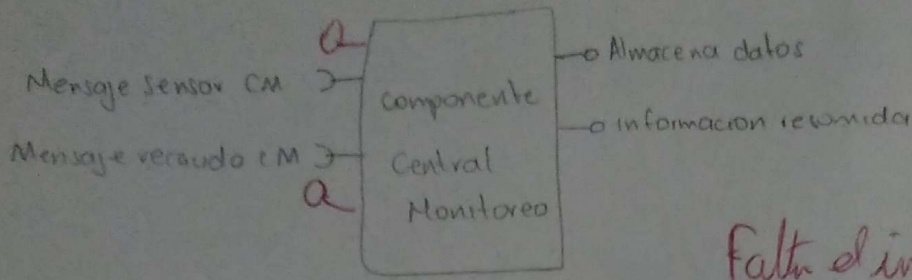 Q
Mensaje sensor CM
Mensaje recaudo CM
a
componente
Central
Monitoreo
Almacena datos
informacion
Falta el